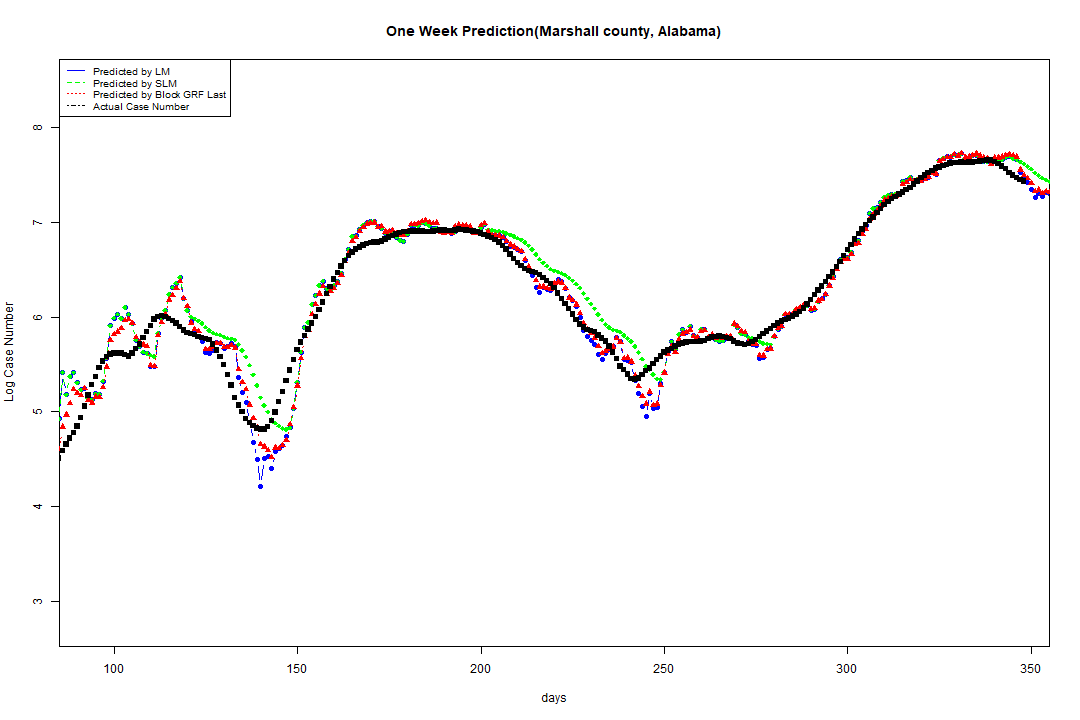 One Week Prediction(Marshall county, Alabama)
Predicted by LM
Predicted by SLM
Predicted by Block GRF Last
Actual Case Number
8
7
6
5
4
3
Log Case Number
100 150 200 250 300 350
days